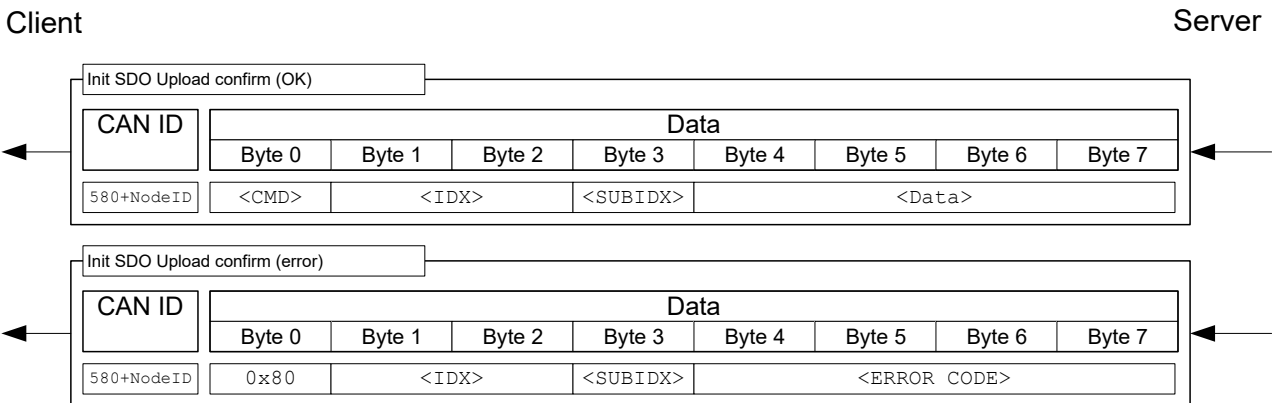 Client Server
Init SDO Upload confirm (OK)
CAN ID Data
Byte 0 Byte 1 Byte 2 Byte 3 Byte 4 Byte 5 Byte 6 Byte 7
580+NodeID <CMD> <IDX> <SUBIDX> <Data>
Init SDO Upload confirm (error)
CAN ID Data
Byte 0 Byte 1 Byte 2 Byte 3 Byte 4 Byte 5 Byte 6 Byte 7
580+NodeID 0x80 <IDX> <SUBIDX> <ERROR CODE>